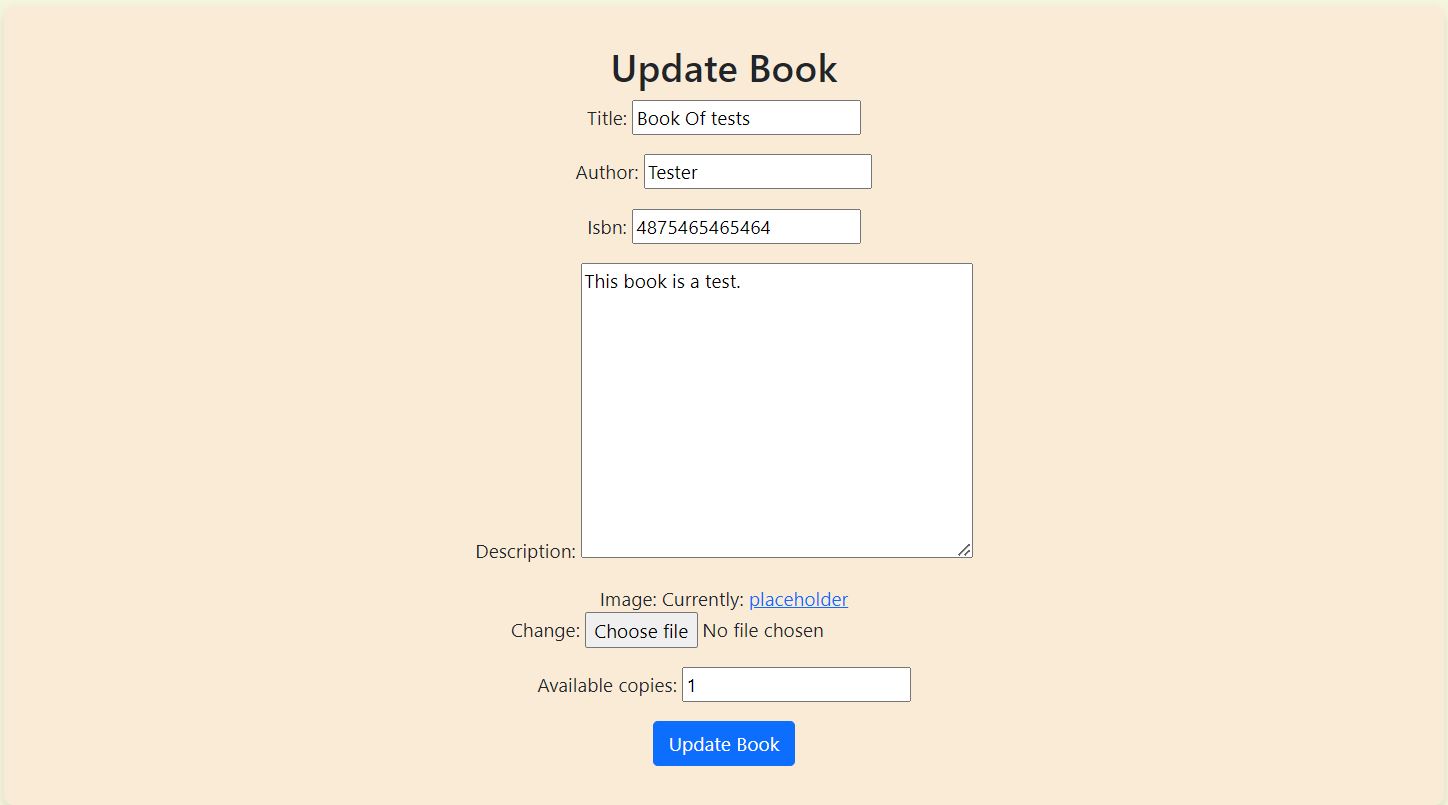 Update Book
Title: Book Of tests
Author: Tester
Isbn: 4875465465464
This book is a test.
Description:
Image: Currently: placeholder
Change: Choose file No file chosen
Available copies: 1
Update Book